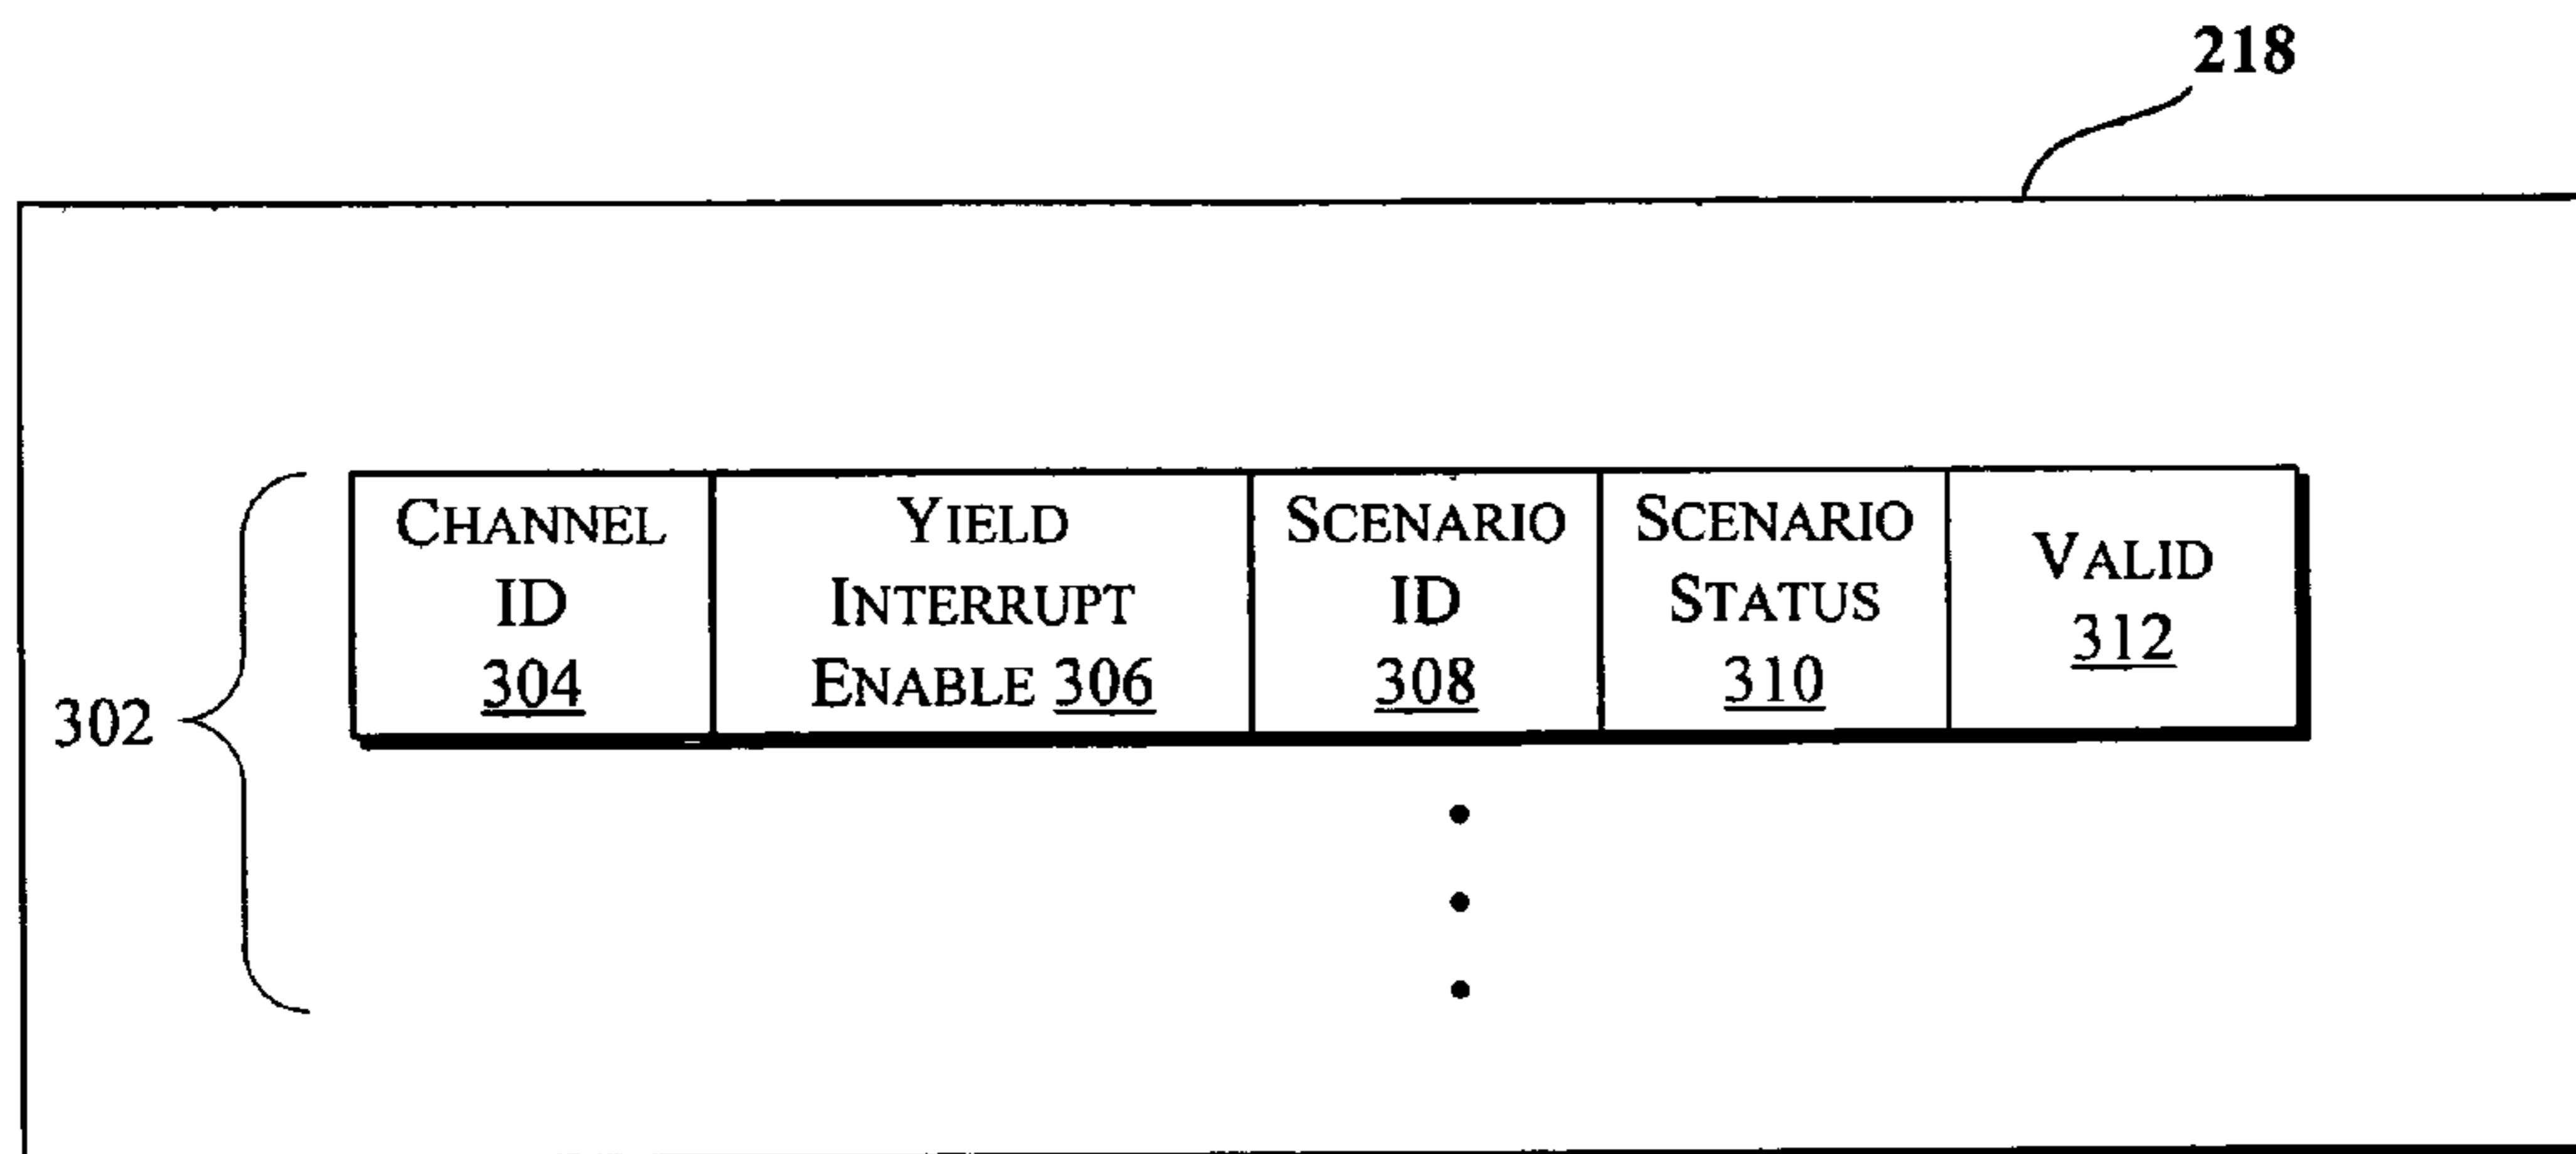 218
CHANNEL
ID
304
YIELD
INTERRUPT
ENABLE 306
SCENARIO
ID
308
SCENARIO
STATUS
310
VALID
312
302